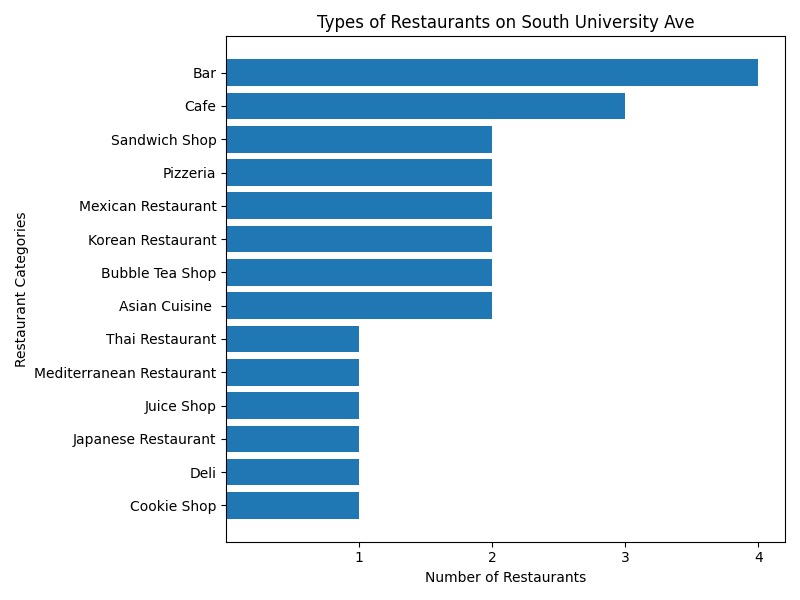 Types of Restaurants on South University Ave
Restaurant Categories
Bar
Cafe
Sandwich Shop
Pizzeria
Mexican Restaurant
Korean Restaurant
Bubble Tea Shop
Asian Cuisine
Thai Restaurant
Mediterranean Restaurant
Juice Shop
Japanese Restaurant
Deli
Cookie Shop
1 2 3 4
Number of Restaurants